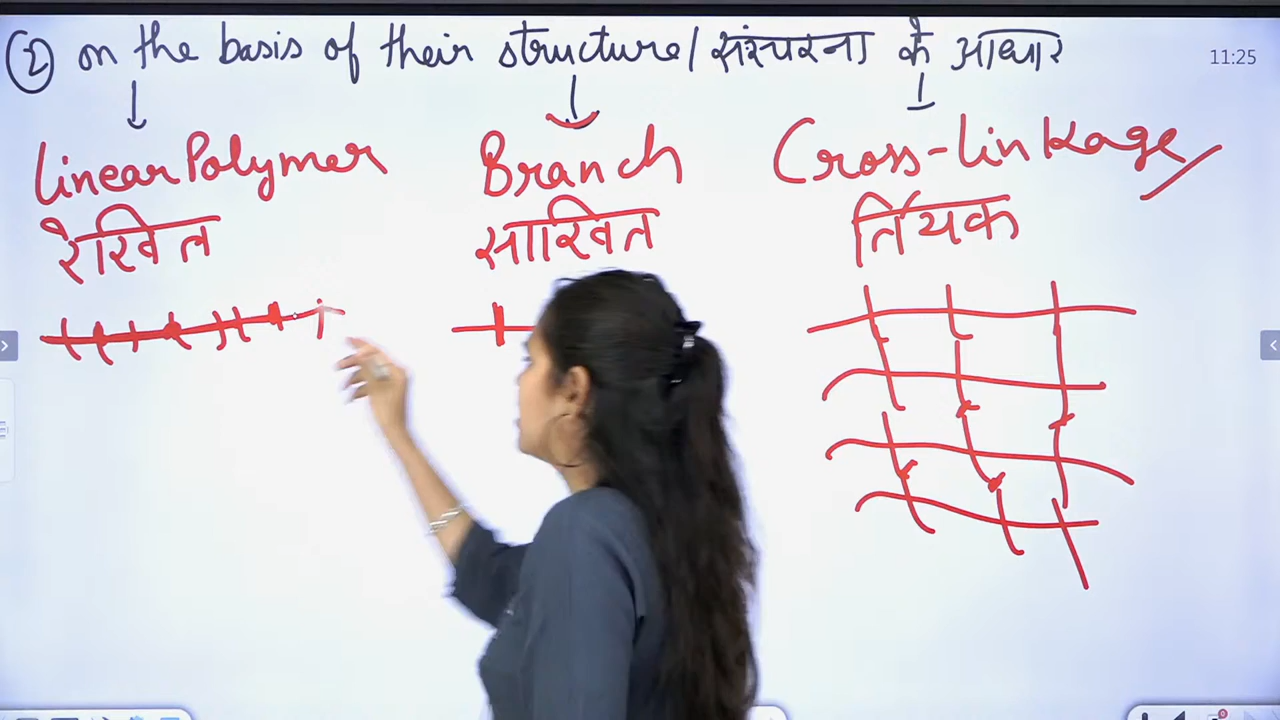 ② on the basis of their structure/संरचना के आधार
11:25
Linear Polymer
Branch
Cross-linkage/
रेखित
साखित
र्तियक